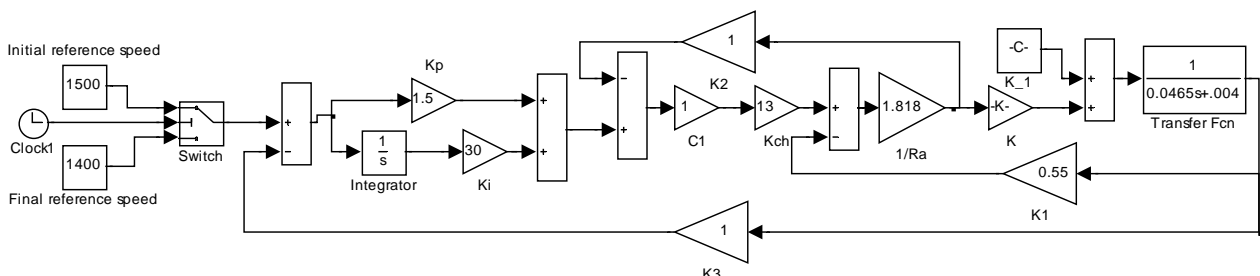 Initial reference speed
1500
Clock1
1400
Final reference speed
Switch
+
−
Kp
1.5
1
s
Integrator
30
Ki
+
+
1
K2
−
+
1
C1
13
Kch
+
−
1.818
1/Ra
-C-
K_1
-K-
K
+
+
1
0.0465s+.004
Transfer Fcn
0.55
K1
1
K3